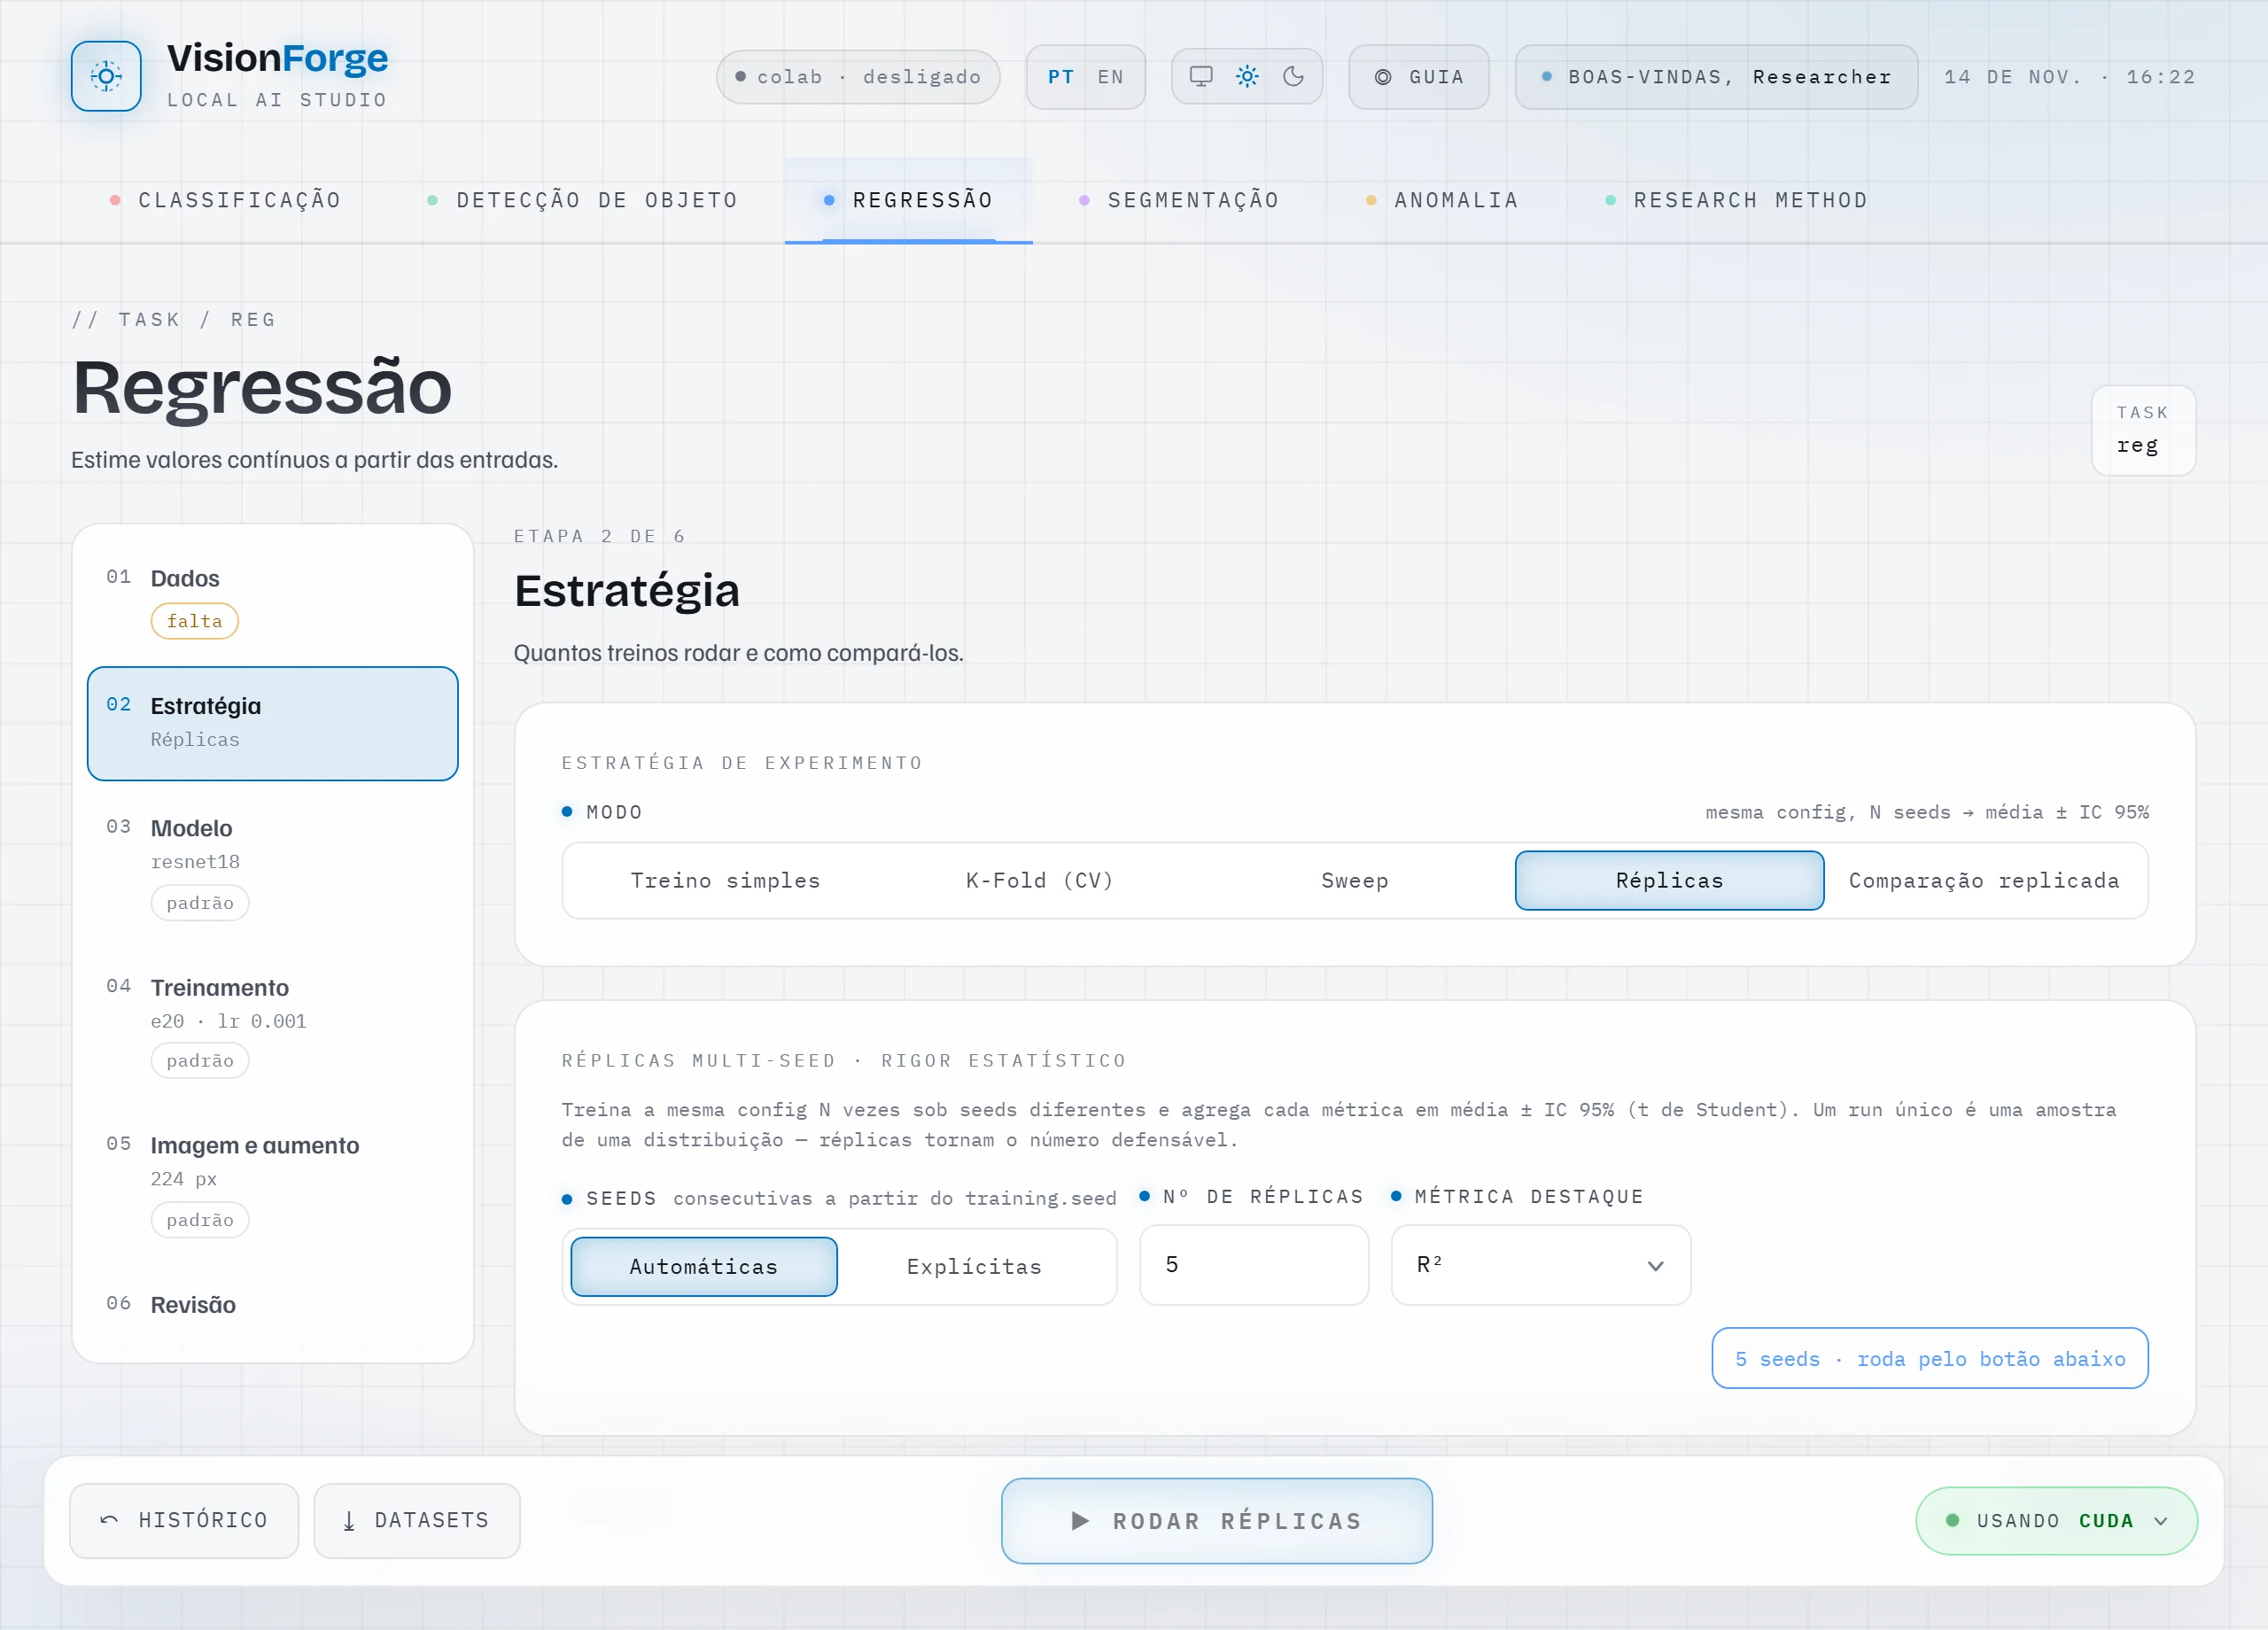 VisionForge
LOCAL AI STUDIO
colab · desligado
PT EN
GUIA
BOAS-VINDAS, Researcher
14 DE NOV. · 16:22
CLASSIFICAÇÃO
DETECÇÃO DE OBJETO
REGRESSÃO
SEGMENTAÇÃO
ANOMALIA
RESEARCH METHOD
// TASK / REG
Regressão
Estime valores contínuos a partir das entradas.
TASK
reg
01 Dados
falta
02 Estratégia
Réplicas
03 Modelo
resnet18
padrão
04 Treinamento
e20 · lr 0.001
padrão
05 Imagem e aumento
224 px
padrão
06 Revisão
ETAPA 2 DE 6
Estratégia
Quantos treinos rodar e como compará-los.
ESTRATÉGIA DE EXPERIMENTO
MODO
mesma config, N seeds → média ± IC 95%
Treino simples
K-Fold (CV)
Sweep
Réplicas
Comparação replicada
RÉPLICAS MULTI-SEED · RIGOR ESTATÍSTICO
Treina a mesma config N vezes sob seeds diferentes e agrega cada métrica em média ± IC 95% (t de Student). Um run único é uma amostra
de uma distribuição — réplicas tornam o número defensável.
SEEDS consecutivas a partir do training.seed
Nº DE RÉPLICAS
MÉTRICA DESTAQUE
Automáticas
Explícitas
5
R²
5 seeds · roda pelo botão abaixo
HISTÓRICO
DATASETS
RODAR RÉPLICAS
USANDO CUDA